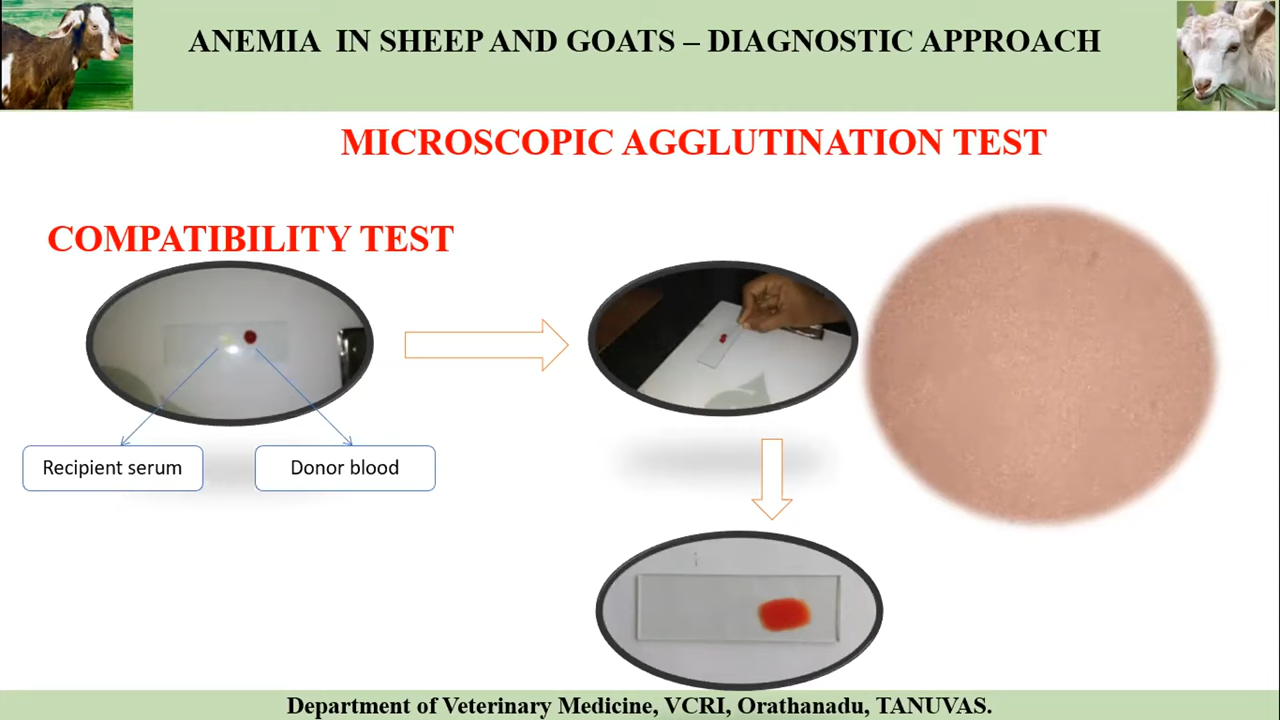 ANEMIA IN SHEEP AND GOATS – DIAGNOSTIC APPROACH
MICROSCOPIC AGGLUTINATION TEST
COMPATIBILITY TEST
Recipient serum
Donor blood
Department of Veterinary Medicine, VCRI, Orathanadu, TANUVAS.